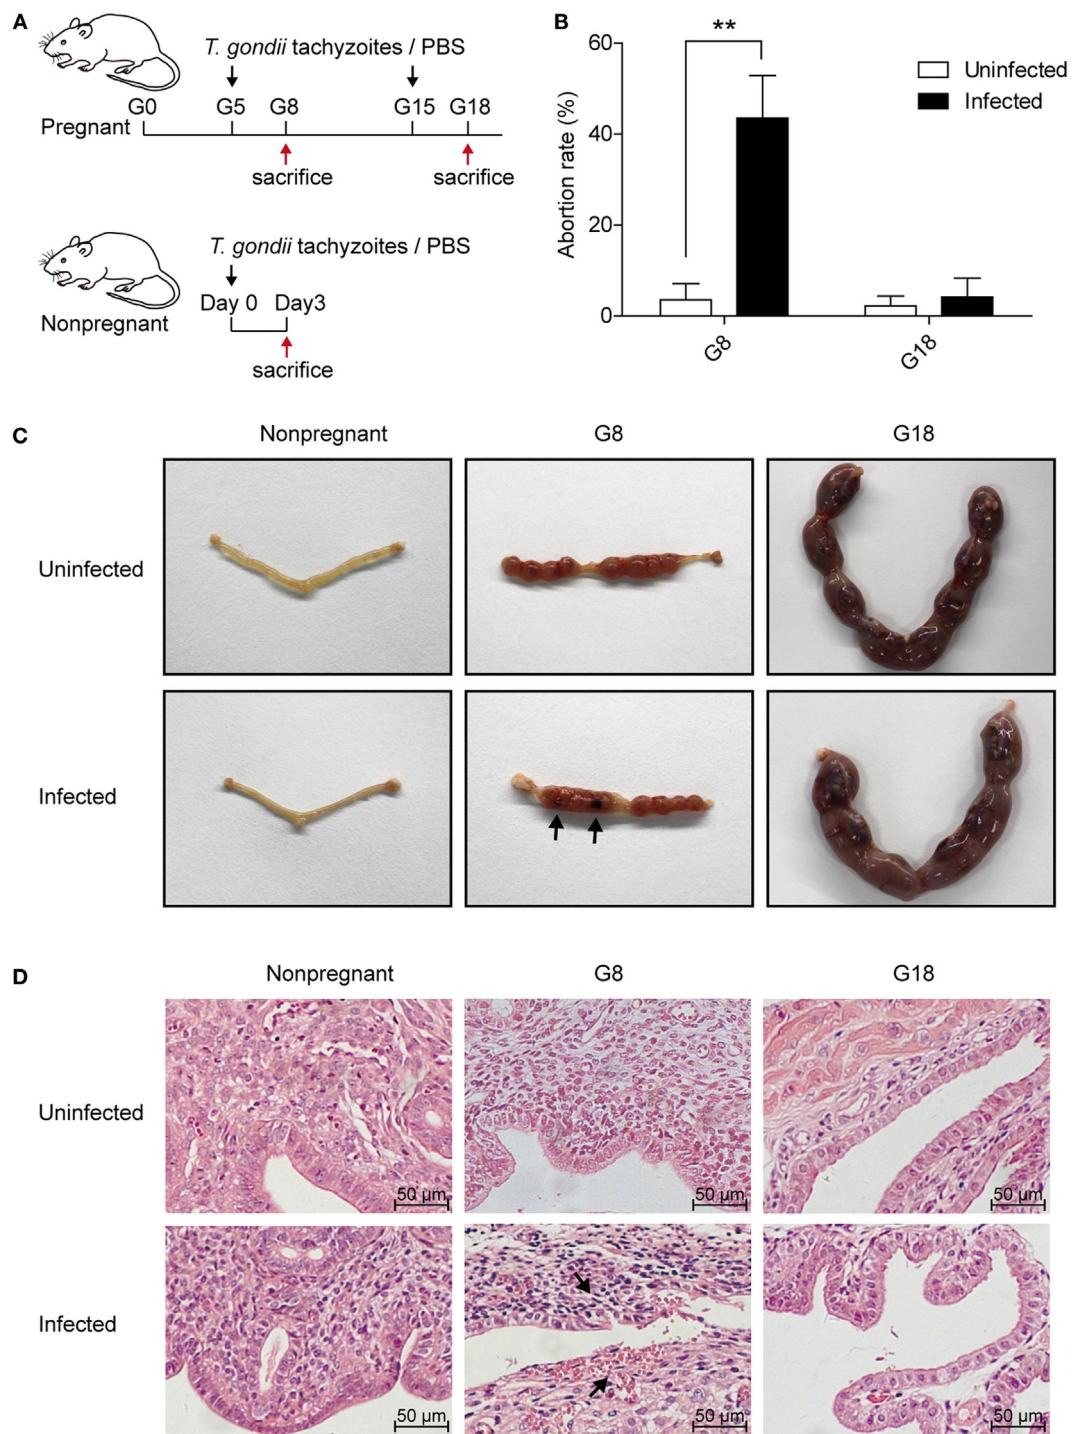 A
T. gondii tachyzoites / PBS
G0 G5 G8 G15 G18
Pregnant
sacrifice sacrifice
T. gondii tachyzoites / PBS
Day 0 Day3
Nonpregnant
sacrifice
B
**
60
40
20
0
Abortion rate (%)
Uninfected
Infected
G8 G18
C
Nonpregnant G8 G18
Uninfected
Infected
D
Nonpregnant G8 G18
Uninfected
50 µm 50 µm 50 µm
Infected
50 µm 50 µm 50 µm